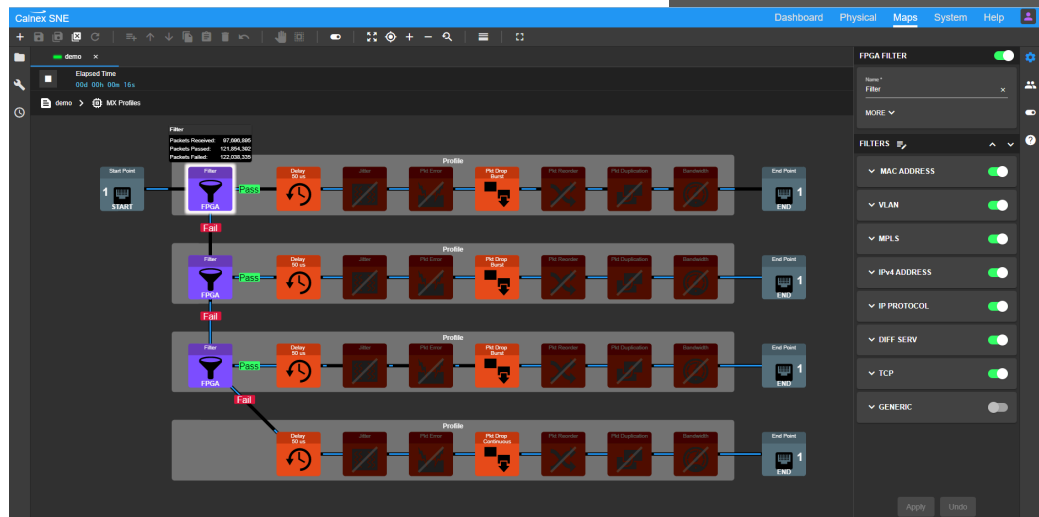 Calnex SNE
Dashboard Physical Maps System Help
demo ×
Elapsed Time
00d 00h 00m 16s
demo > MX Profiles
Filter
Packets Received: 97,690,895
Packets Passed: 121,854,302
Packets Failed: 122,038,335
Profile
Start Point
1
START
Filter
FPGA
Pass
Delay
50 us
Jitter
Pkt Error
Pkt Drop
Burst
Pkt Reorder
Pkt Duplication
Bandwidth
End Point
1
END
Fail
Profile
Filter
FPGA
Pass
Delay
50 us
Jitter
Pkt Error
Pkt Drop
Burst
Pkt Reorder
Pkt Duplication
Bandwidth
End Point
1
END
Fail
Profile
Filter
FPGA
Pass
Delay
50 us
Jitter
Pkt Error
Pkt Drop
Burst
Pkt Reorder
Pkt Duplication
Bandwidth
End Point
1
END
Fail
Profile
Delay
50 us
Jitter
Pkt Error
Pkt Drop
Continuous
Pkt Reorder
Pkt Duplication
Bandwidth
End Point
1
END
FPGA FILTER
Name *
Filter ×
MORE
FILTERS
MAC ADDRESS
VLAN
MPLS
IPv4 ADDRESS
IP PROTOCOL
DIFF SERV
TCP
GENERIC
Apply Undo